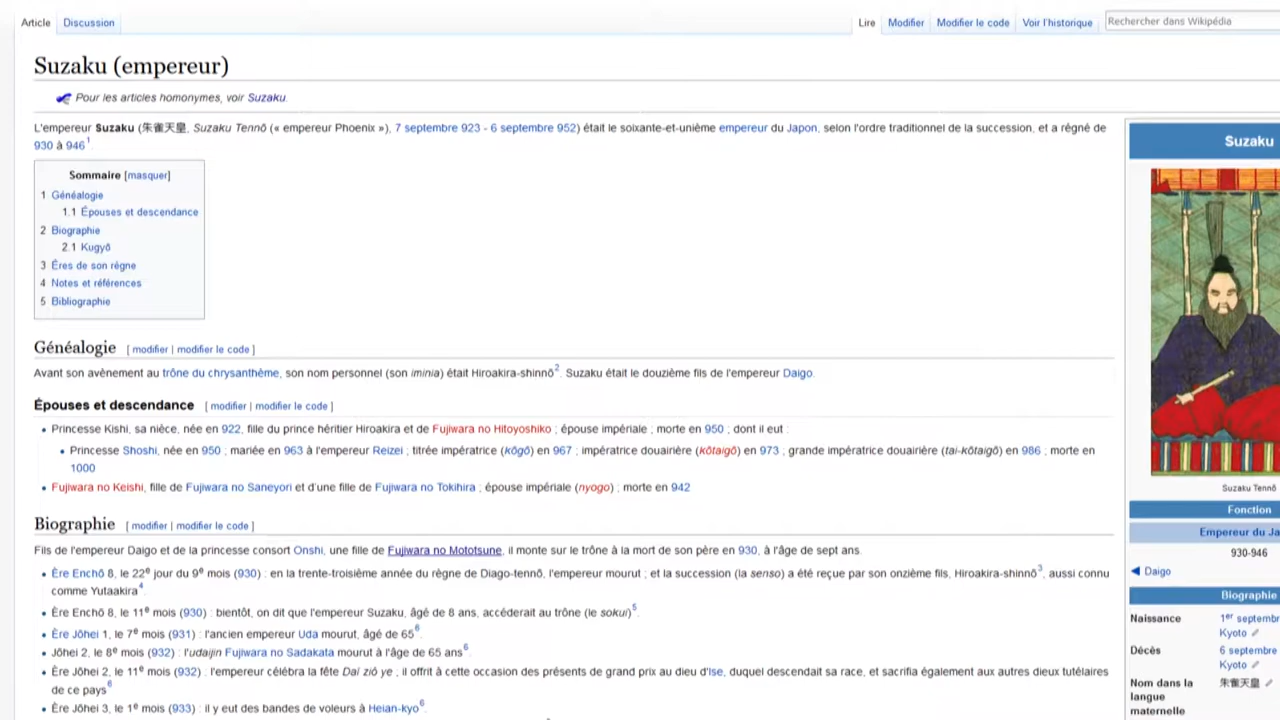 Article Discussion Lire Modifier Modifier le code Voir l'historique Rechercher dans Wikipédia
Suzaku (empereur)
Pour les articles homonymes, voir Suzaku.
L'empereur Suzaku (朱雀天皇, Suzaku Tennō (« empereur Phoenix »), 7 septembre 923 - 6 septembre 952) était le soixante-et-unième empereur du Japon, selon l'ordre traditionnel de la succession, et a régné de
930 à 946 1
Sommaire [masquer]
1 Généalogie
1.1 Épouses et descendance
2 Biographie
2.1 Kugyō
3 Ères de son règne
4 Notes et références
5 Bibliographie
Généalogie [ modifier | modifier le code ]
Avant son avènement au trône du chrysanthème, son nom personnel (son iminia) était Hiroakira-shinnō2. Suzaku était le douzième fils de l'empereur Daigo.
Épouses et descendance [ modifier | modifier le code ]
• Princesse Kishi, sa nièce, née en 922, fille du prince héritier Hiroakira et de Fujiwara no Hitoyoshiko ; épouse impériale ; morte en 950 ; dont il eut :
• Princesse Shoshi, née en 950 ; mariée en 963 à l'empereur Reizei ; titrée impératrice (kōgō) en 967 ; impératrice douairière (kōtaigō) en 973 ; grande impératrice douairière (tai-kōtaigō) en 986 ; morte en
1000
• Fujiwara no Keishi, fille de Fujiwara no Saneyori et d'une fille de Fujiwara no Tokihira ; épouse impériale (nyogo) ; morte en 942
Biographie [ modifier | modifier le code ]
Fils de l'empereur Daigo et de la princesse consort Onshi, une fille de Fujiwara no Mototsune, il monte sur le trône à la mort de son père en 930, à l'âge de sept ans.
• Ère Enchō 8, le 22e jour du 9e mois (930) : en la trente-troisième année du règne de Diago-tennō, l'empereur mourut ; et la succession (la senso) a été reçue par son onzième fils, Hiroakira-shinnō3, aussi connu
comme Yutaakira4.
• Ère Enchō 8, le 11e mois (930) : bientôt, on dit que l'empereur Suzaku, âgé de 8 ans, accéderait au trône (le sokui)5.
• Ère Jōhei 1, le 7e mois (931) : l'ancien empereur Uda mourut, âgé de 656.
• Jōhei 2, le 8e mois (932) : l'udaijin Fujiwara no Sadakata mourut à l'âge de 65 ans6
• Ère Jōhei 2, le 11e mois (932) : l'empereur célébra la fête Dai ziō ye ; il offrit à cette occasion des présents de grand prix au dieu d'Ise, duquel descendait sa race, et sacrifia également aux autres dieux tutélaires
de ce pays6
• Ère Jōhei 3, le 1e mois (933) : il y eut des bandes de voleurs à Heian-kyo6.
Suzaku
Suzaku Tennō
Fonction
Empereur du Ja
930-946
◄ Daigo
Biographie
Naissance 1er septembr
Kyoto
Décès 6 septembre
Kyoto
Nom dans la 朱雀天皇
langue
maternelle